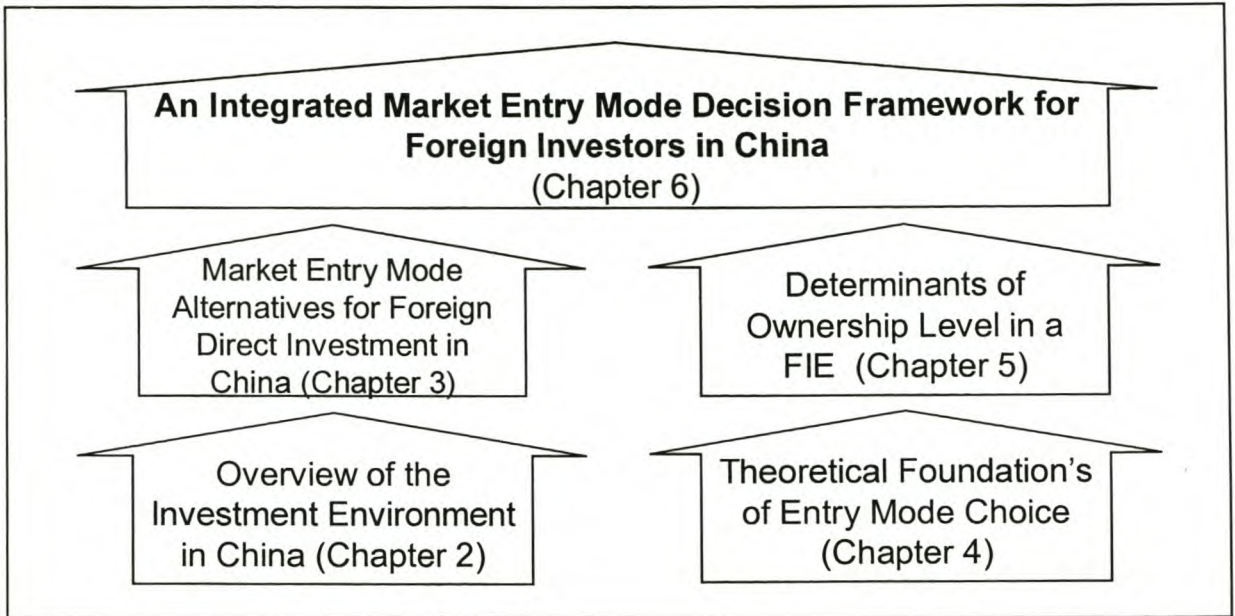 An Integrated Market Entry Mode Decision Framework for
Foreign Investors in China
(Chapter 6)
Market Entry Mode
Alternatives for Foreign
Direct Investment in
China (Chapter 3)
Determinants of
Ownership Level in a
FIE (Chapter 5)
Overview of the
Investment Environment
in China (Chapter 2)
Theoretical Foundation's
of Entry Mode Choice
(Chapter 4)